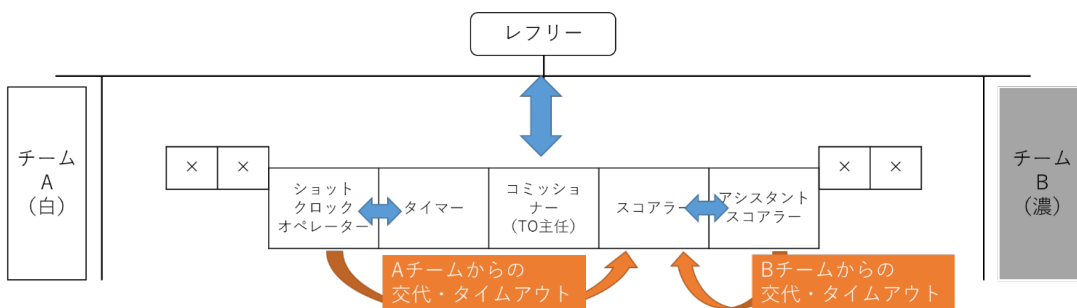 レフリー
チーム
A
(白)
×
×
ショット
クロック
オペレーター
タイマー
コミッショ
ナー
(TO主任)
スコアラー
アシスタント
スコアラー
×
×
チーム
B
(濃)
Aチームからの
交代・タイムアウト
Bチームからの
交代・タイムアウト